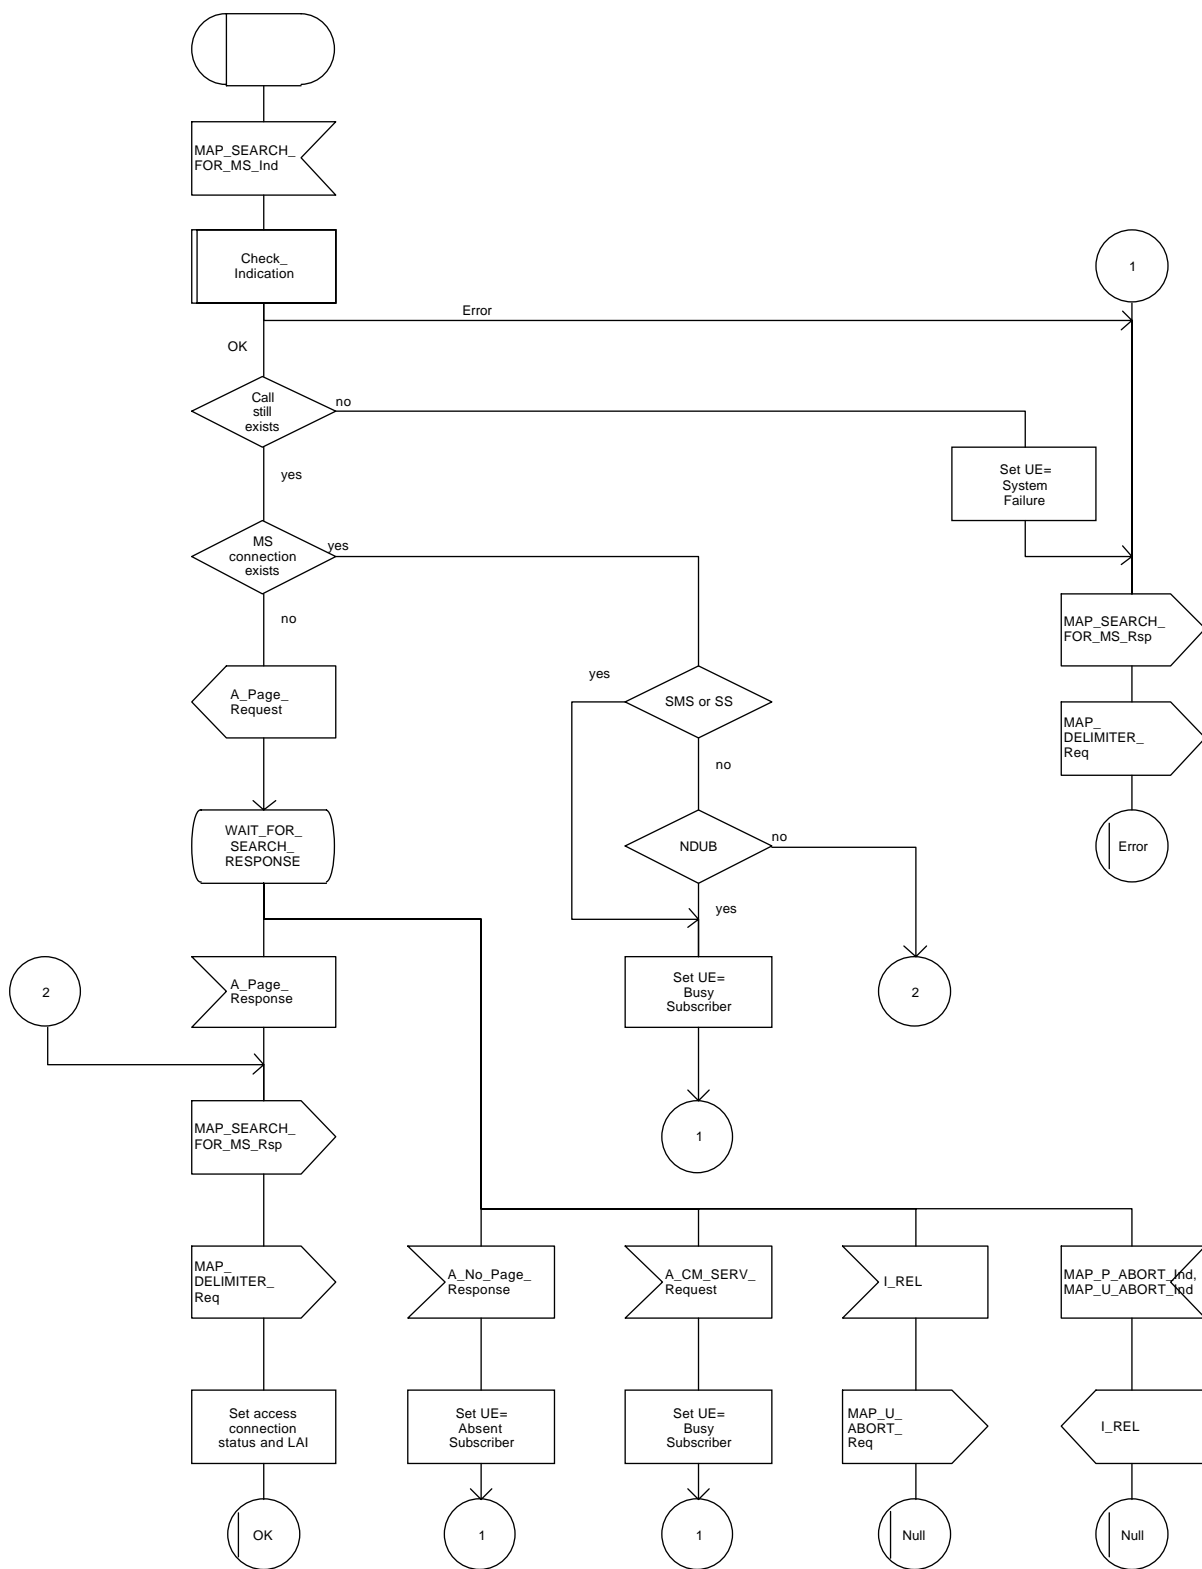 MAP_SEARCH_
FOR_MS_Ind
Check_
Indication
1
Error
OK
Call
still
exists
no
yes
Set UE=
System
Failure
MS
connection
exists
yes
no
MAP_SEARCH_
FOR_MS_Rsp
A_Page_
Request
yes
SMS or SS
no
MAP_
DELIMITER_
Req
WAIT_FOR_
SEARCH_
RESPONSE
NDUB
no
yes
Error
2
A_Page_
Response
Set UE=
Busy
Subscriber
2
MAP_SEARCH_
FOR_MS_Rsp
1
MAP_
DELIMITER_
Req
A_No_Page_
Response
A_CM_SERV_
Request
I_REL
MAP_P_ABORT_Ind,
MAP_U_ABORT_Ind
Set access
connection
status and LAI
Set UE=
Absent
Subscriber
Set UE=
Busy
Subscriber
MAP_U_
ABORT_
Req
I_REL
OK
1
1
Null
Null